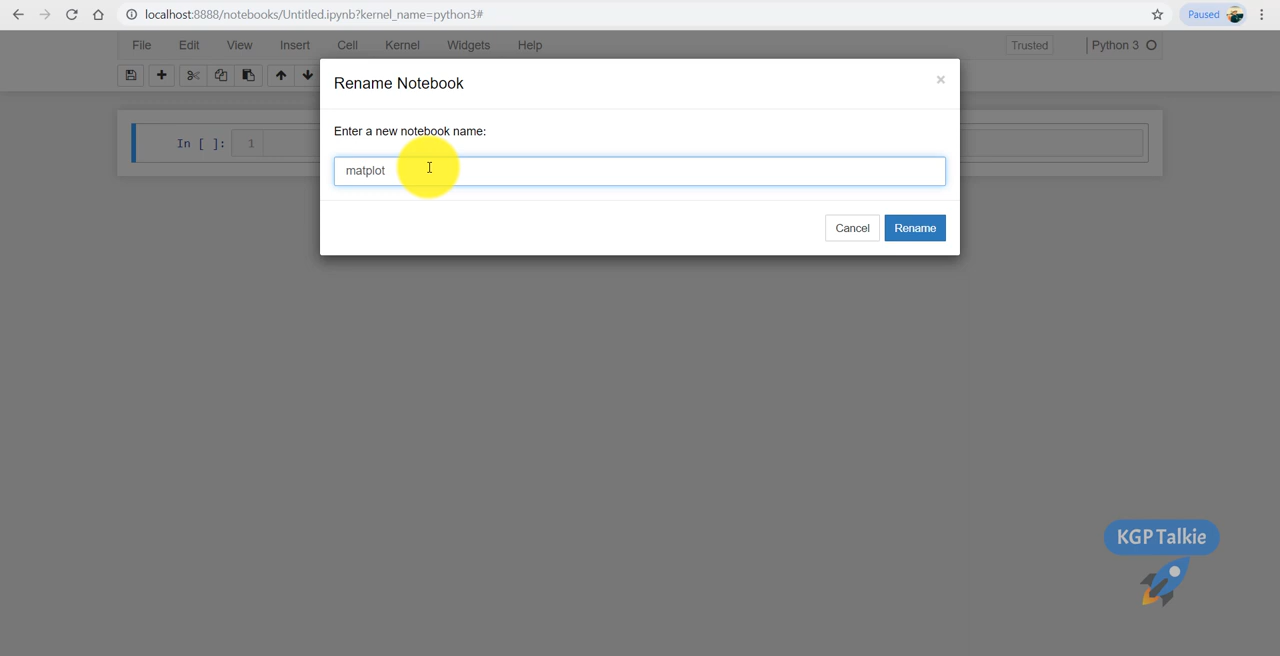 localhost:8888/notebooks/Untitled.ipynb?kernel_name=python3#
Paused
File Edit View Insert Cell Kernel Widgets Help
Trusted
Python 3
Rename Notebook
×
Enter a new notebook name:
In [ ]: 1
matplot
Cancel Rename
KGP Talkie